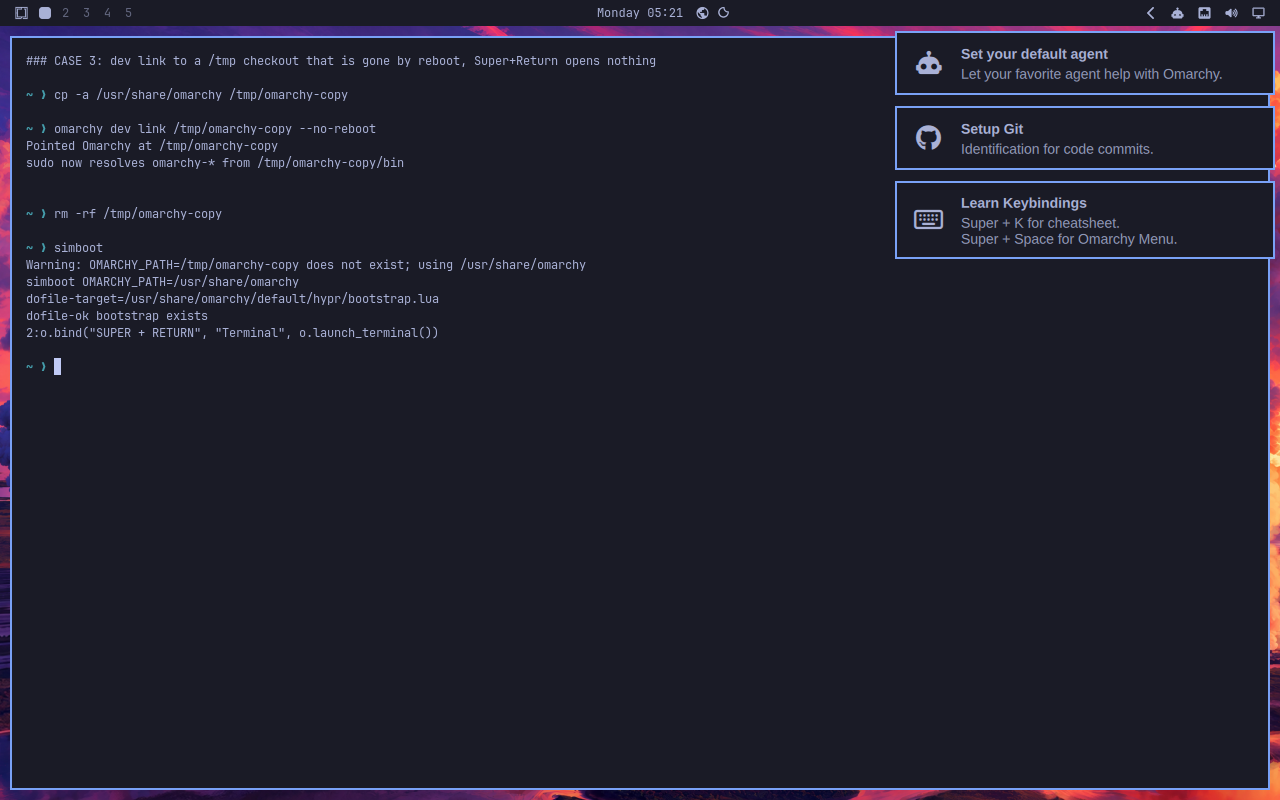 2 3 4 5
Monday 05:21
### CASE 3: dev link to a /tmp checkout that is gone by reboot, Super+Return opens nothing
~ ❯ cp -a /usr/share/omarchy /tmp/omarchy-copy
~ ❯ omarchy dev link /tmp/omarchy-copy --no-reboot
Pointed Omarchy at /tmp/omarchy-copy
sudo now resolves omarchy-* from /tmp/omarchy-copy/bin
~ ❯ rm -rf /tmp/omarchy-copy
~ ❯ simboot
Warning: OMARCHY_PATH=/tmp/omarchy-copy does not exist; using /usr/share/omarchy
simboot OMARCHY_PATH=/usr/share/omarchy
dofile-target=/usr/share/omarchy/default/hypr/bootstrap.lua
dofile-ok bootstrap exists
2:o.bind("SUPER + RETURN", "Terminal", o.launch_terminal())
~ ❯
Set your default agent
Let your favorite agent help with Omarchy.
Setup Git
Identification for code commits.
Learn Keybindings
Super + K for cheatsheet.
Super + Space for Omarchy Menu.